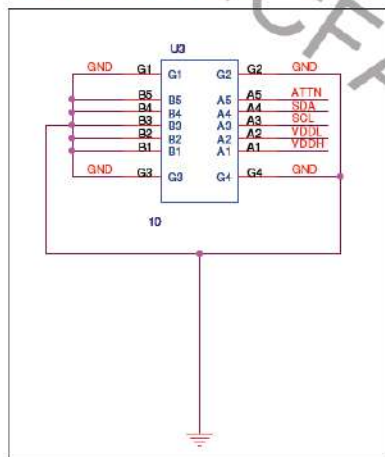 CFA
U3
GND G1 G1 G2 G2 GND
B5 B5 A5 A5 ATTN
B4 B4 A4 A4 SDA
B3 B3 A3 A3 SCL
B2 B2 A2 A2 VDDL
B1 B1 A1 A1 VDDH
GND G3 G3 G4 G4 GND
10